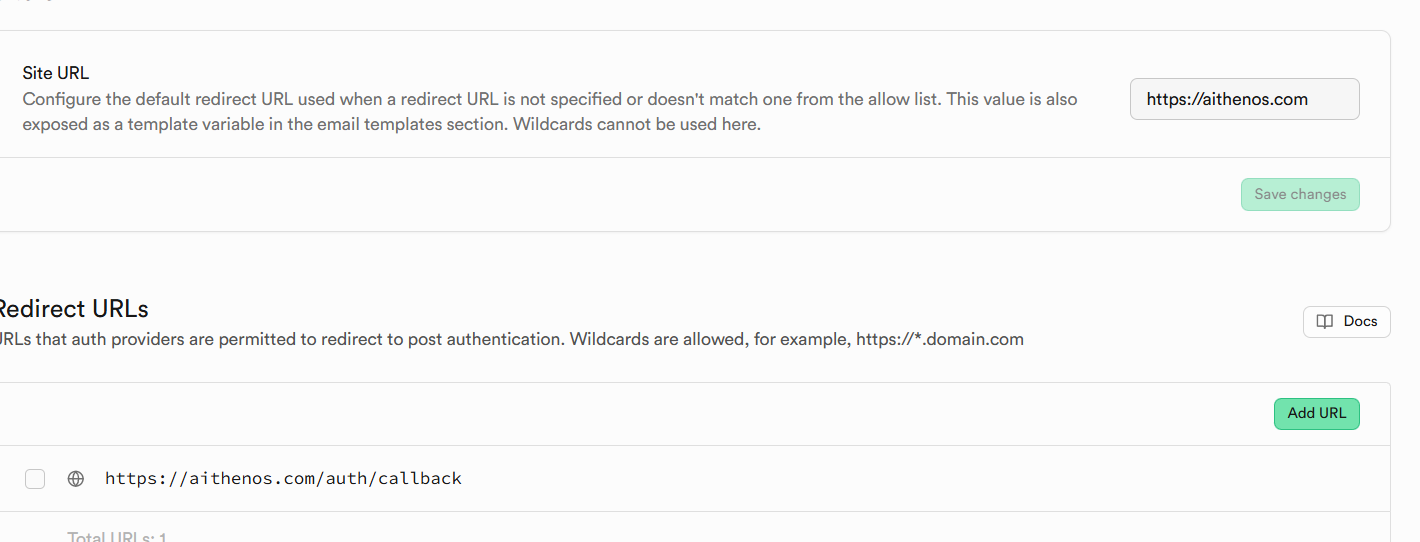 Site URL
Configure the default redirect URL used when a redirect URL is not specified or doesn't match one from the allow list. This value is also
exposed as a template variable in the email templates section. Wildcards cannot be used here.
https://aithenos.com
Save changes
Redirect URLs
URLs that auth providers are permitted to redirect to post authentication. Wildcards are allowed, for example, https://*.domain.com
Docs
Add URL
https://aithenos.com/auth/callback
Total URLs: 1